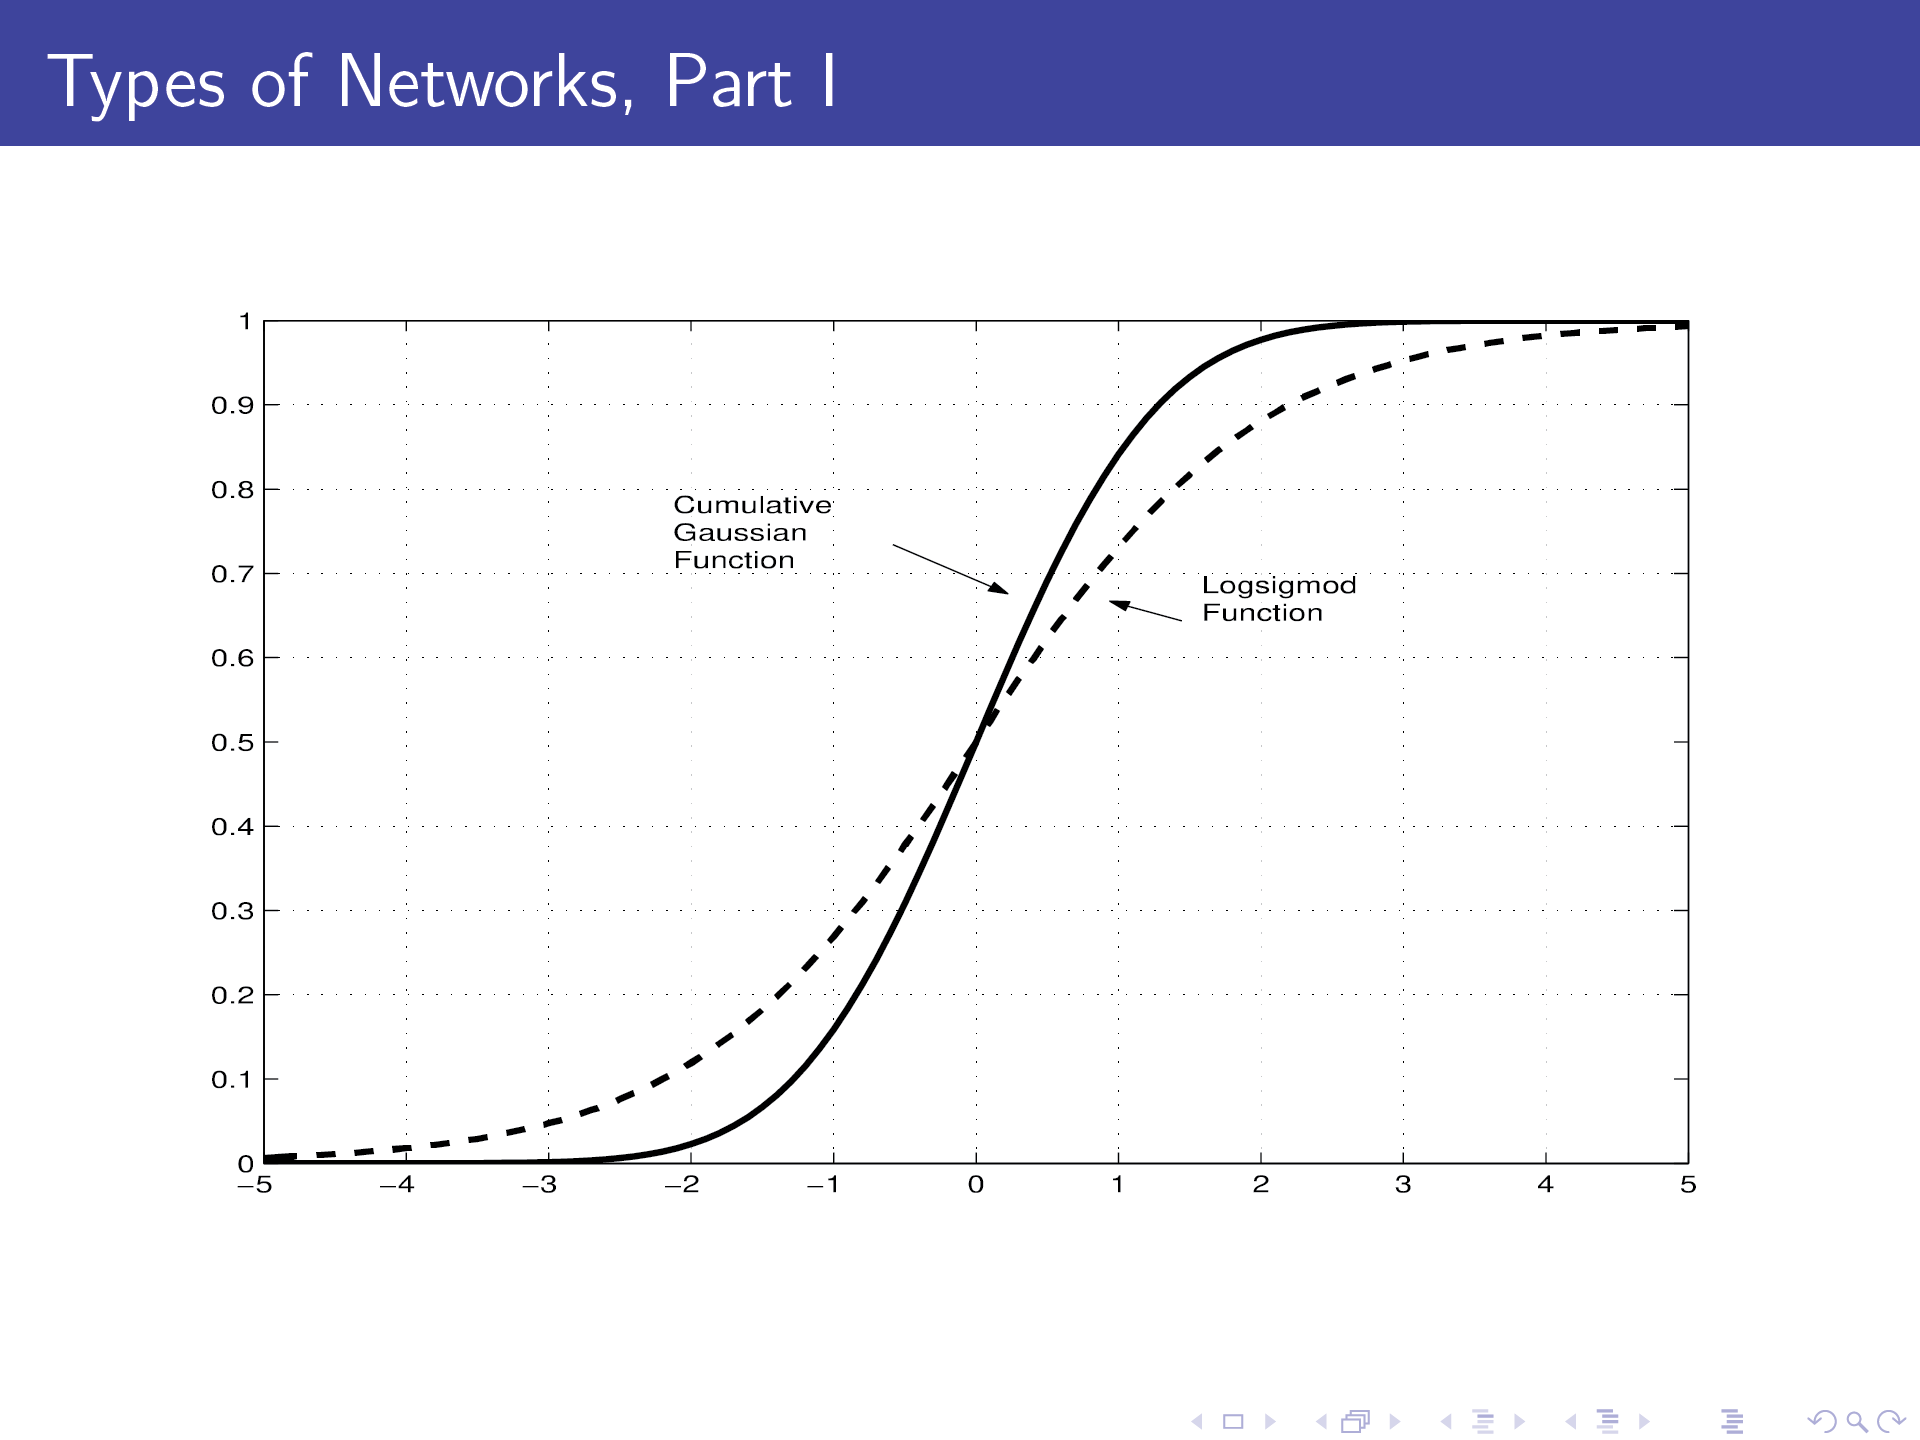 Types of Networks, Part I
1
0.9
0.8
0.7
0.6
0.5
0.4
0.3
0.2
0.1
0
Cumulative
Gaussian
Function
Logsigmod
Function
−5 −4 −3 −2 −1 0 1 2 3 4 5